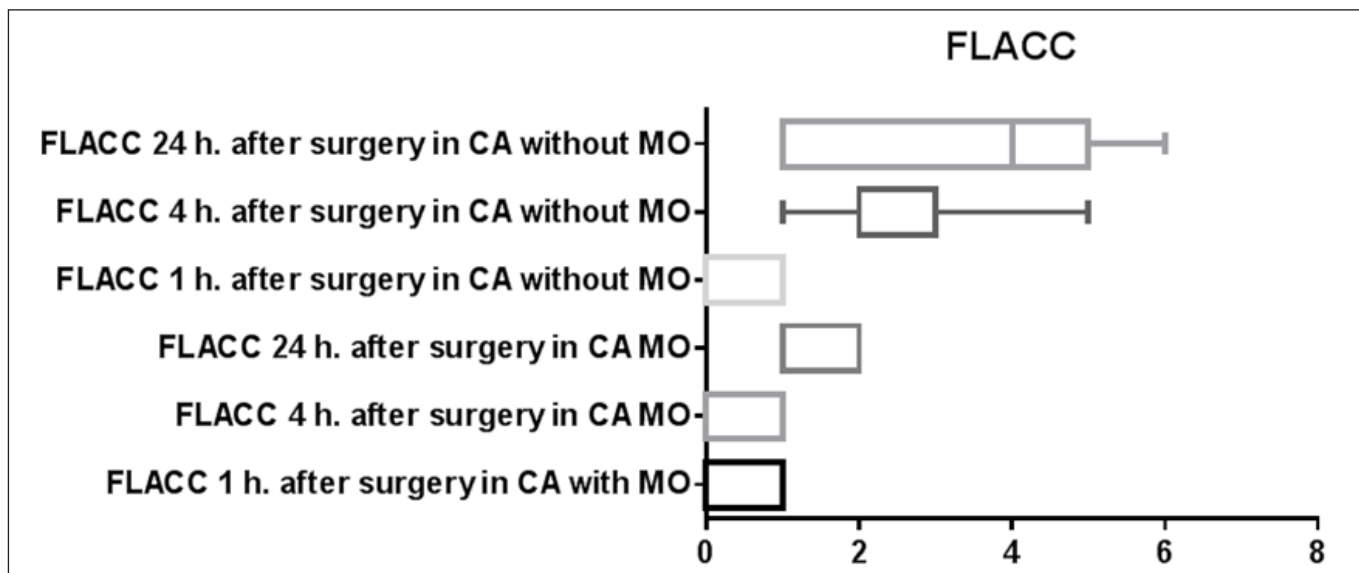 FLACC
FLACC 24 h. after surgery in CA without MO
FLACC 4 h. after surgery in CA without MO
FLACC 1 h. after surgery in CA without MO
FLACC 24 h. after surgery in CA MO
FLACC 4 h. after surgery in CA MO
FLACC 1 h. after surgery in CA with MO
0 2 4 6 8